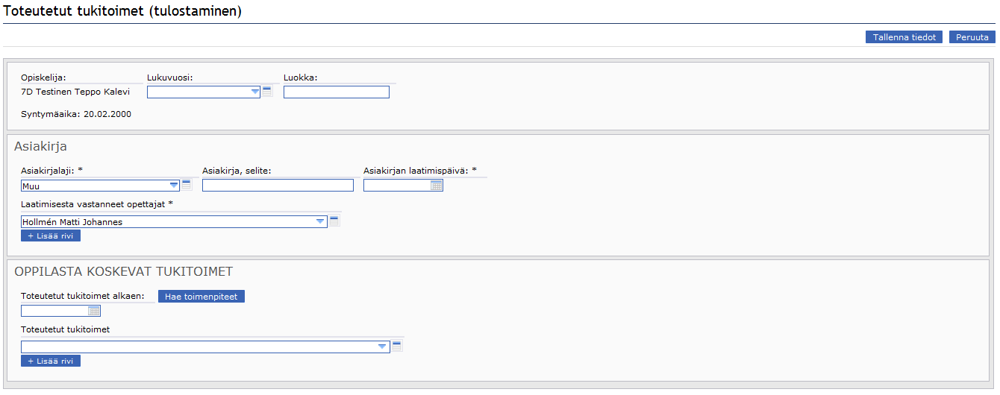 Toteutetut tukitoimet (tulostaminen)
Tallenna tiedot Peruuta
Opiskelija: Lukuvuosi: Luokka:
7D Testinen Teppo Kalevi
Syntymäaika: 20.02.2000
Asiakirja
Asiakirjalaji: * Asiakirja, selite: Asiakirjan laatimispäivä: *
Muu
Laatimisesta vastanneet opettajat *
Hollmén Matti Johannes
+ Lisää rivi
OPPILASTA KOSKEVAT TUKITOIMET
Toteutetut tukitoimet alkaen: Hae toimenpiteet
Toteutetut tukitoimet
+ Lisää rivi